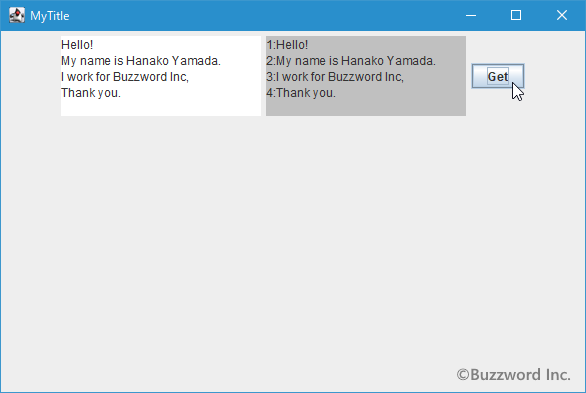 MyTitle
Hello!
My name is Hanako Yamada.
I work for Buzzword Inc,
Thank you.
1:Hello!
2:My name is Hanako Yamada.
3:I work for Buzzword Inc,
4:Thank you.
Get
©Buzzword Inc.